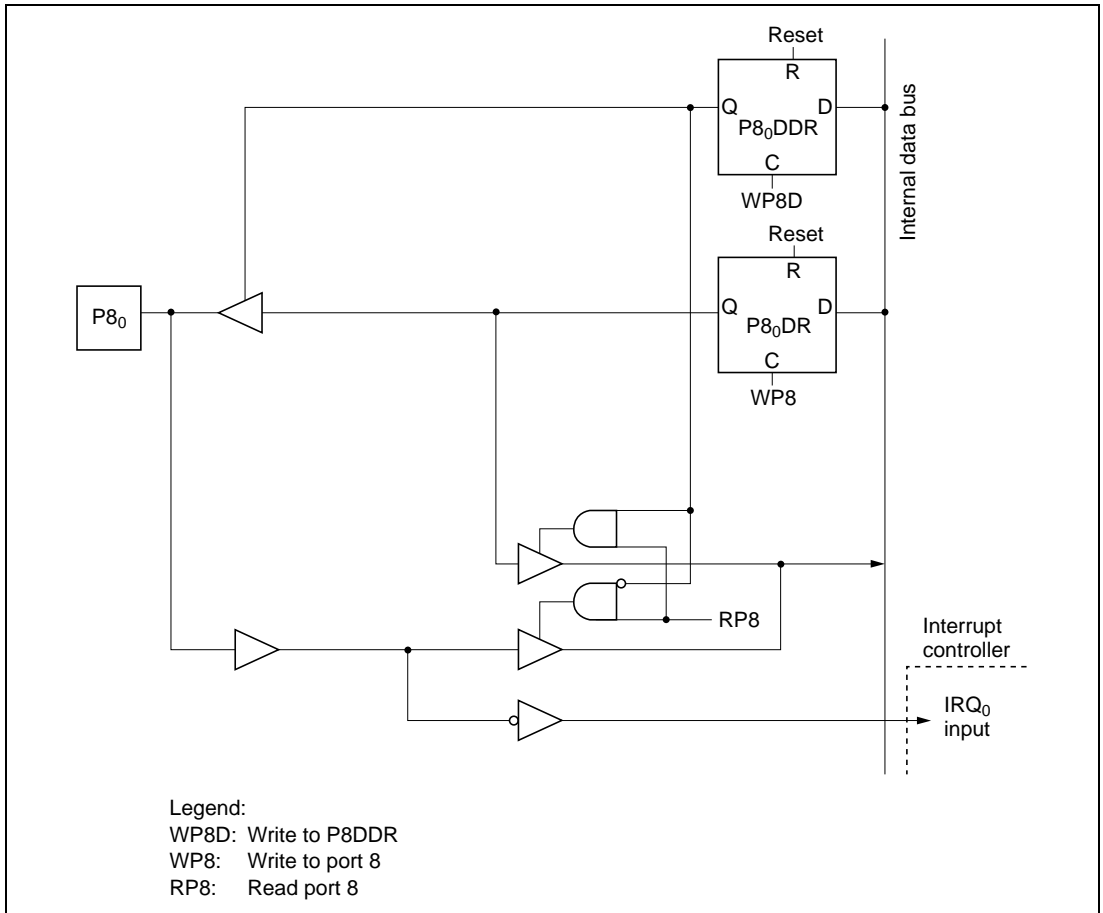 Reset
R
Q D
P8₀DDR
C
WP8D
Internal data bus
Reset
R
Q D
P8₀DR
C
WP8
P8₀
RP8
Interrupt
controller
IRQ₀
input
Legend:
WP8D: Write to P8DDR
WP8: Write to port 8
RP8: Read port 8